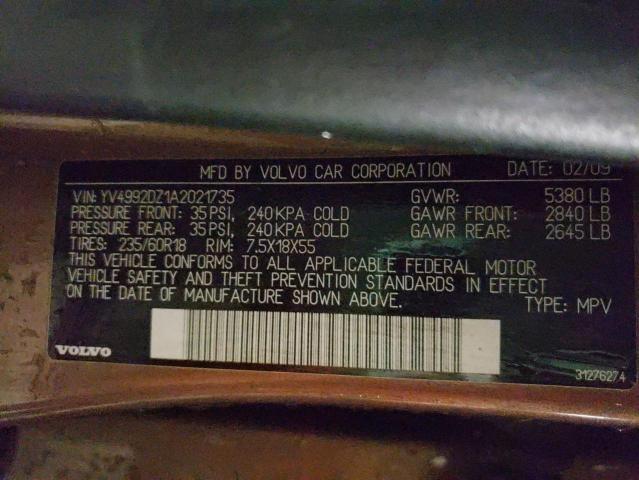 MFD BY VOLVO CAR CORPORATION DATE: 02/09
VIN: YV4992DZ1A2021735 GVWR: 5380 LB
PRESSURE FRONT: 35 PSI, 240 KPA COLD GAWR FRONT: 2840 LB
PRESSURE REAR: 35 PSI, 240 KPA COLD GAWR REAR: 2645 LB
TIRES: 235/60R18 RIM: 7.5X18X55
THIS VEHICLE CONFORMS TO ALL APPLICABLE FEDERAL MOTOR
VEHICLE SAFETY AND THEFT PREVENTION STANDARDS IN EFFECT
ON THE DATE OF MANUFACTURE SHOWN ABOVE. TYPE: MPV
VOLVO
31276274